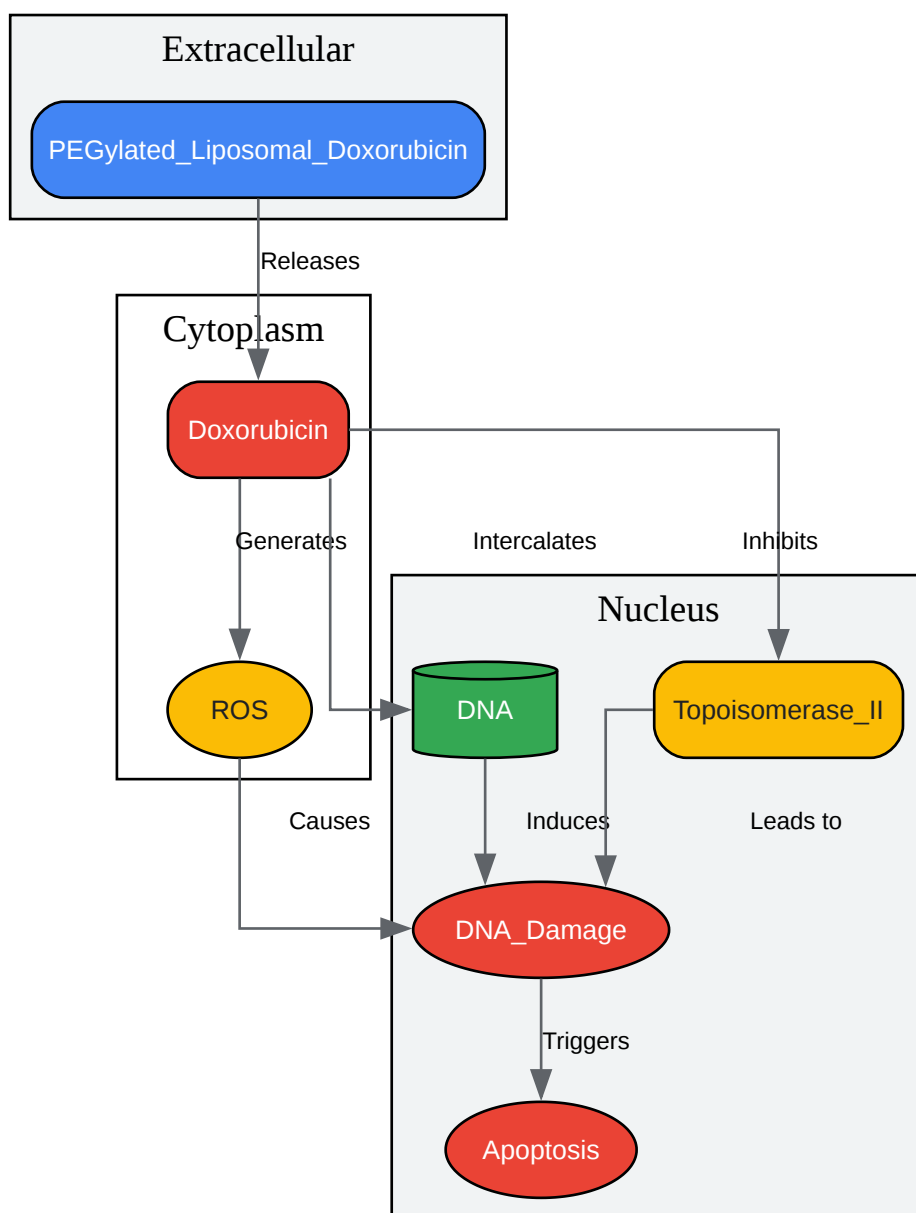 Extracellular
PEGylated_Liposomal_Doxorubicin
Releases
Cytoplasm
Doxorubicin
Generates
Intercalates
Inhibits
Nucleus
ROS
DNA
Topoisomerase_II
Causes
Induces
Leads to
DNA_Damage
Triggers
Apoptosis